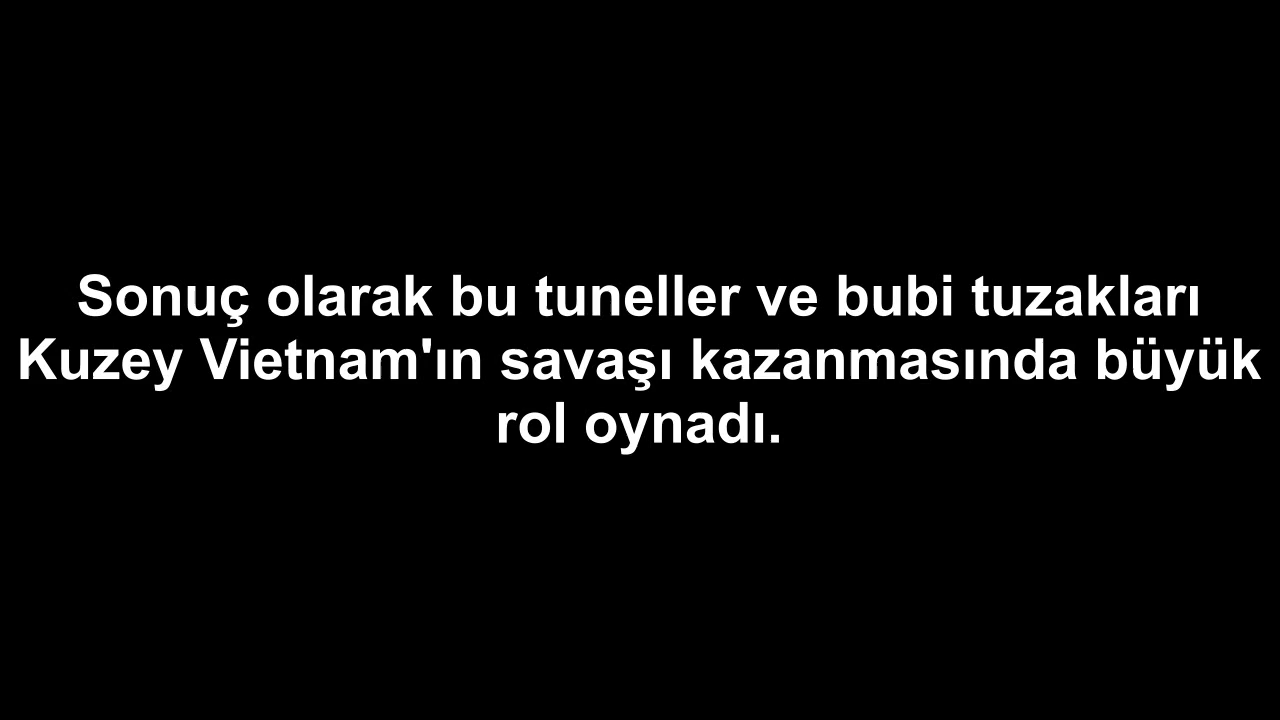 Sonuç olarak bu tuneller ve bubi tuzakları
Kuzey Vietnam'ın savaşı kazanmasında büyük
rol oynadı.